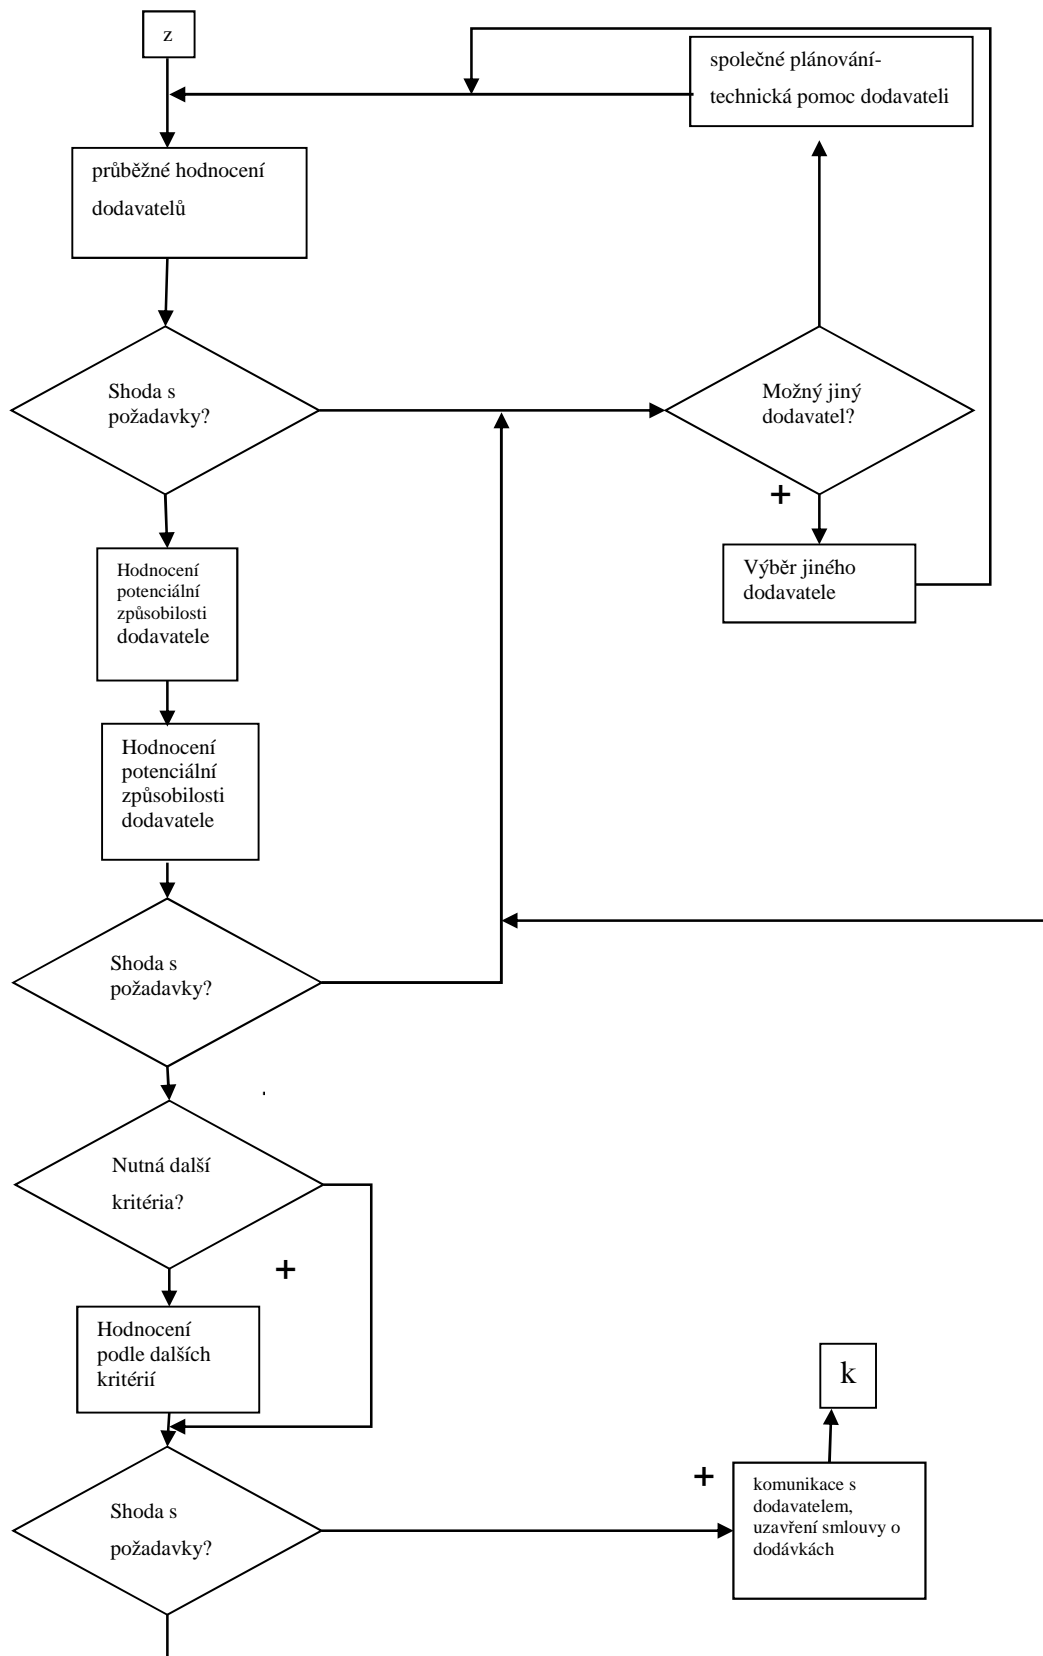 z
společné plánování-
technická pomoc dodavateli
průběžné hodnocení
dodavatelů
Shoda s
požadavky?
Možný jiný
dodavatel?
+
Výběr jiného
dodavatele
Hodnocení
potenciální
způsobilosti
dodavatele
Hodnocení
potenciální
způsobilosti
dodavatele
Shoda s
požadavky?
Nutná další
kritéria?
+
Hodnocení
podle dalších
kritérií
k
Shoda s
požadavky?
+
komunikace s
dodavatelem,
uzavření smlouvy o
dodávkách